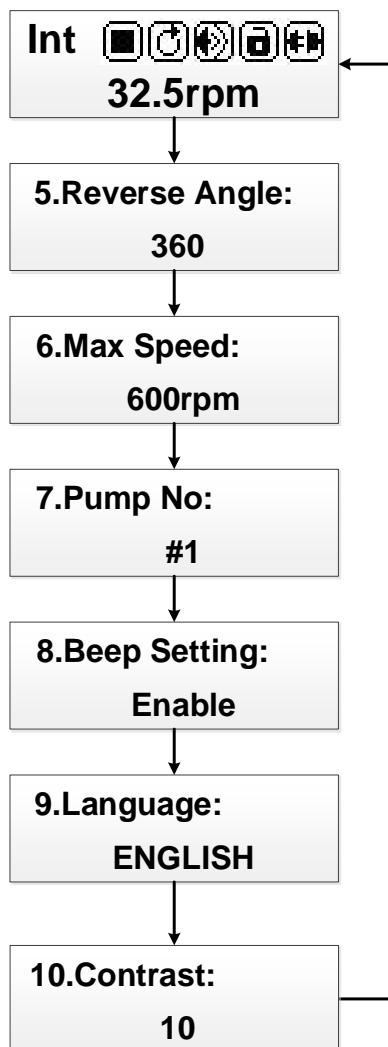 Int
32.5rpm
5.Reverse Angle:
360
6.Max Speed:
600rpm
7.Pump No:
#1
8.Beep Setting:
Enable
9.Language:
ENGLISH
10.Contrast:
10